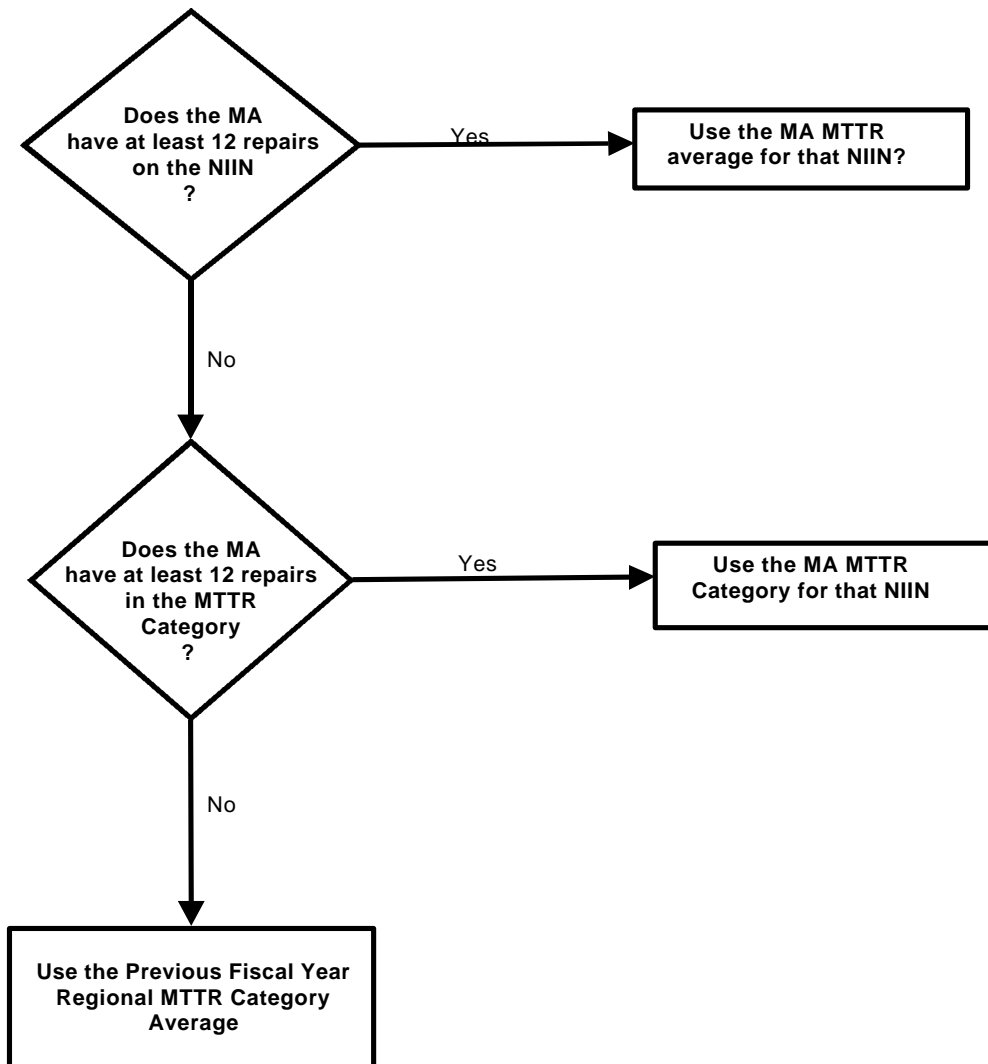 Does the MA
have at least 12 repairs
on the NIIN
?
Yes
Use the MA MTTR
average for that NIIN?
No
Does the MA
have at least 12 repairs
in the MTTR
Category
?
Yes
Use the MA MTTR
Category for that NIIN
No
Use the Previous Fiscal Year
Regional MTTR Category
Average